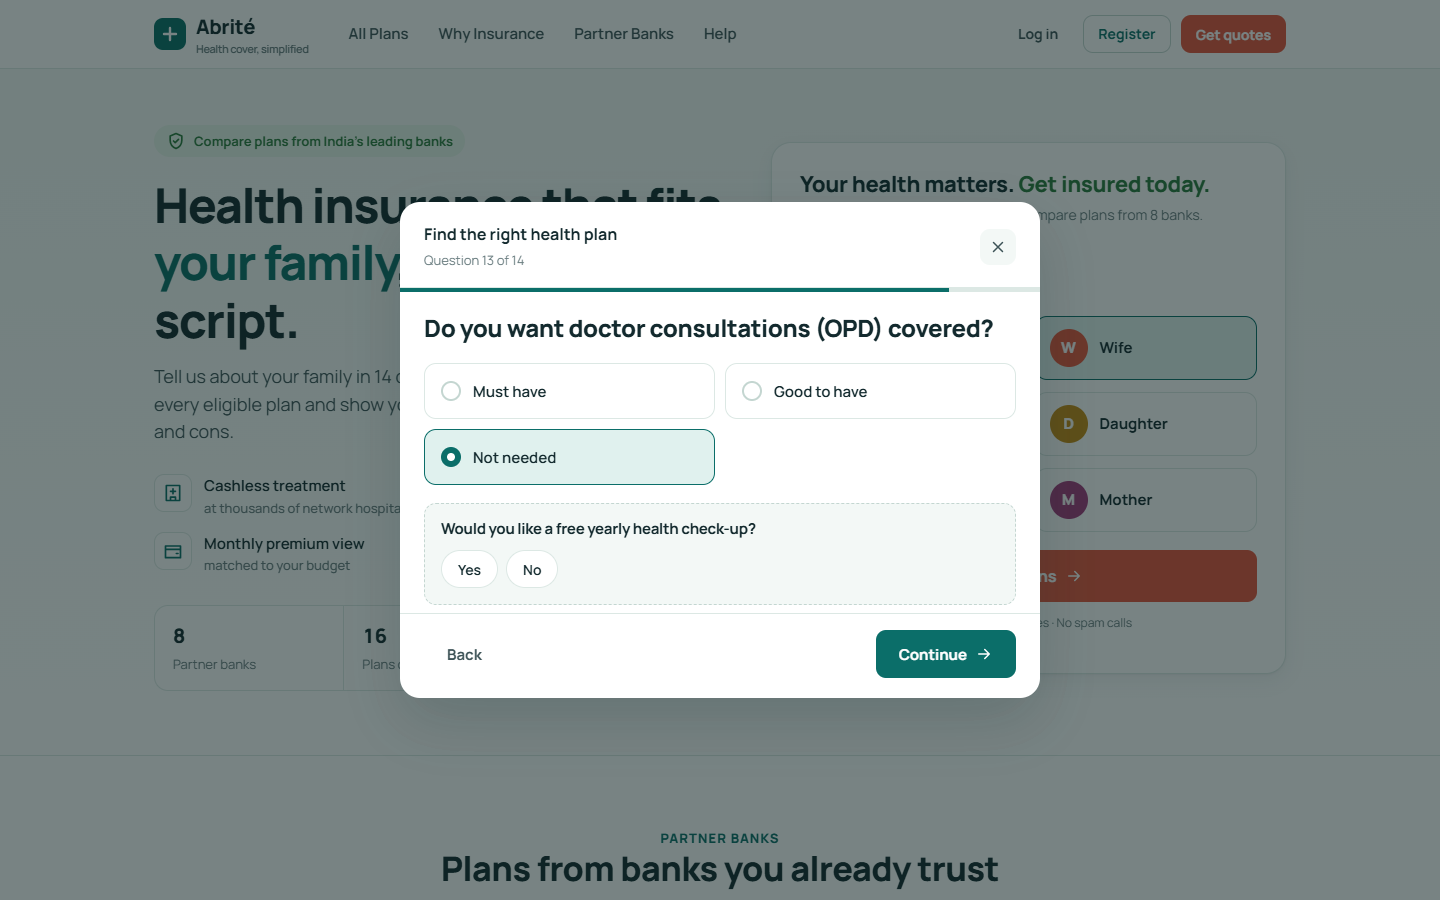 Abrité
Health cover, simplified
All Plans
Why Insurance
Partner Banks
Help
Log in
Register
Get quotes
Compare plans from India's leading banks
Health insurance that fits
your family,
script.
Tell us about your family in 14
every eligible plan and show
and cons.
Cashless treatment
at thousands of network
Monthly premium view
matched to your budget
8
Partner banks
16
Plans
Your health matters. Get insured today.
plans from 8 banks.
W
Wife
D
Daughter
M
Mother
· No spam calls
Find the right health plan
Question 13 of 14
Do you want doctor consultations (OPD) covered?
Must have
Good to have
Not needed
Would you like a free yearly health check-up?
Yes
No
Back
Continue
PARTNER BANKS
Plans from banks you already trust